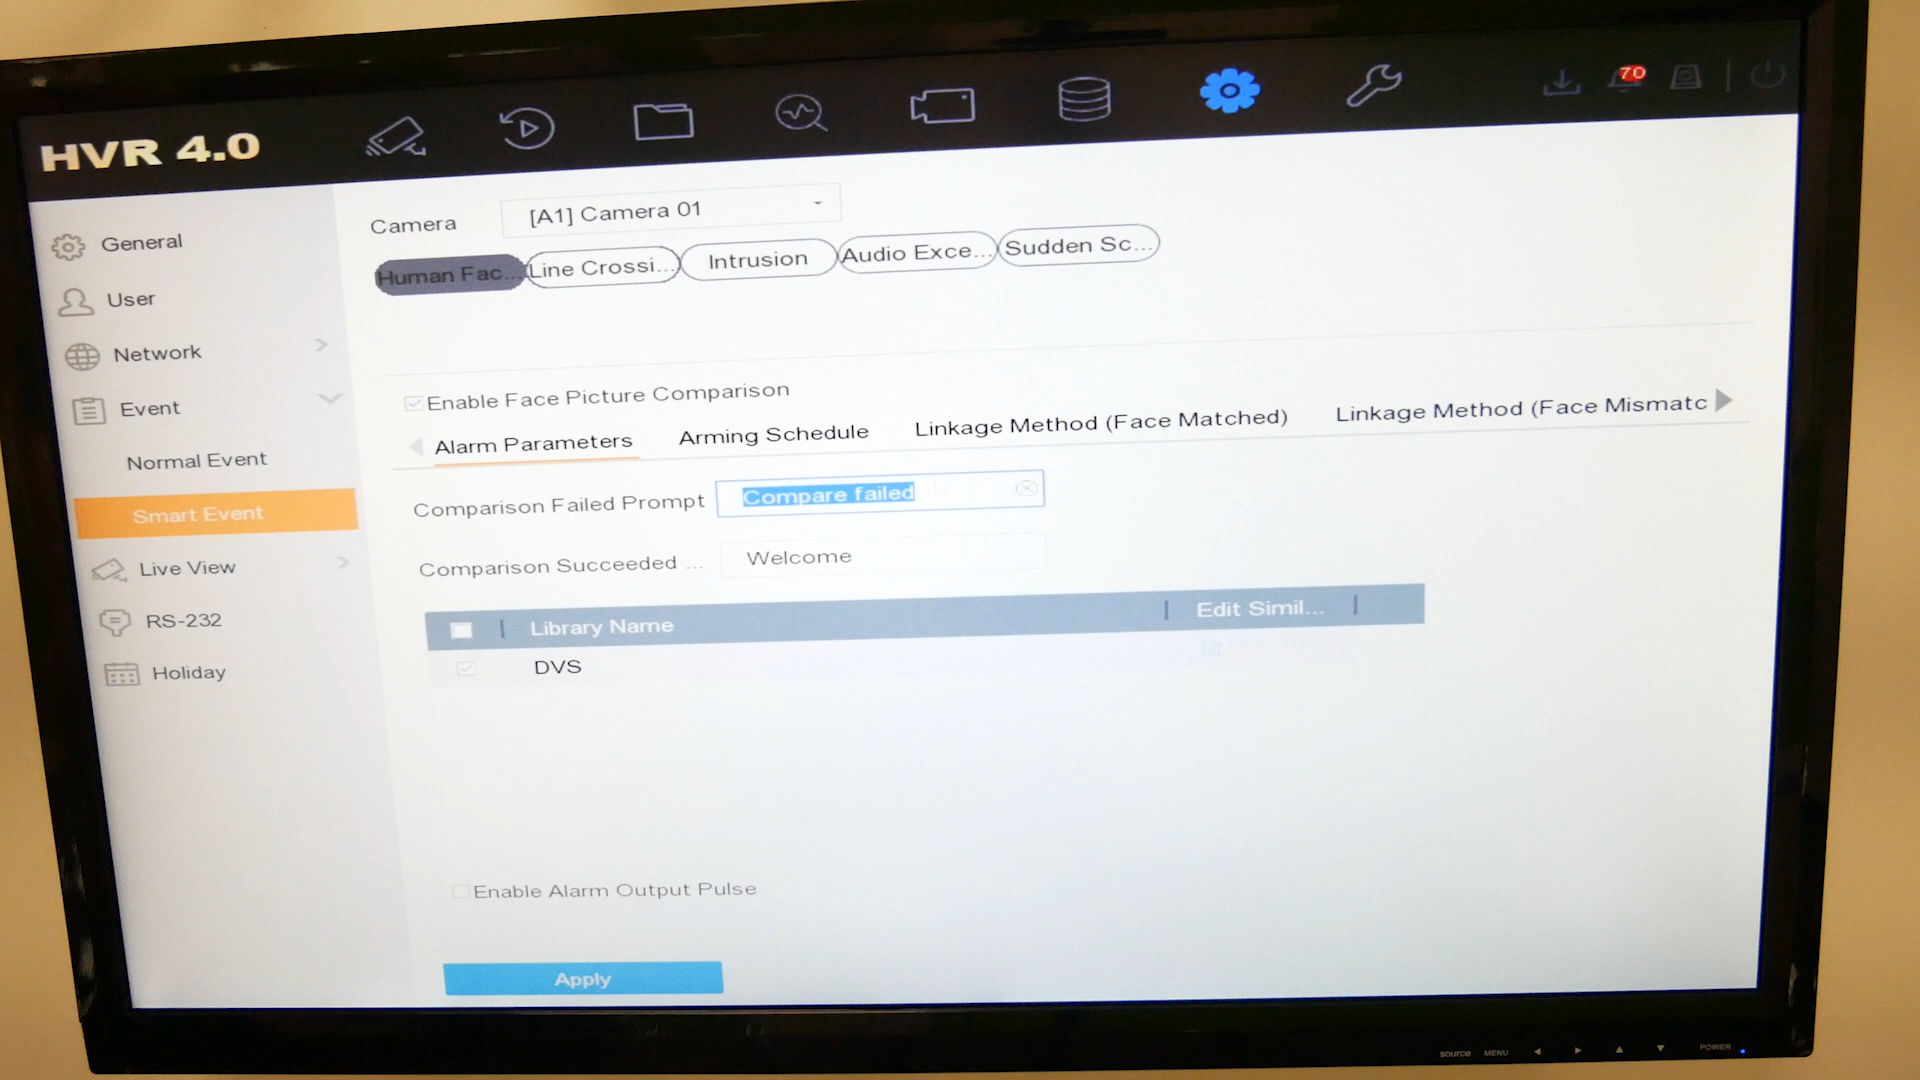 HVR 4.0
70
General
User
Network
Event
Normal Event
Smart Event
Live View
RS-232
Holiday
Camera [A1] Camera 01
Human Fac... Line Crossi... Intrusion Audio Exce... Sudden Sc...
Enable Face Picture Comparison
Alarm Parameters Arming Schedule Linkage Method (Face Matched) Linkage Method (Face Mismatc
Comparison Failed Prompt Compare failed
Comparison Succeeded ... Welcome
Library Name Edit Simil...
DVS
Enable Alarm Output Pulse
Apply
source MENU POWER